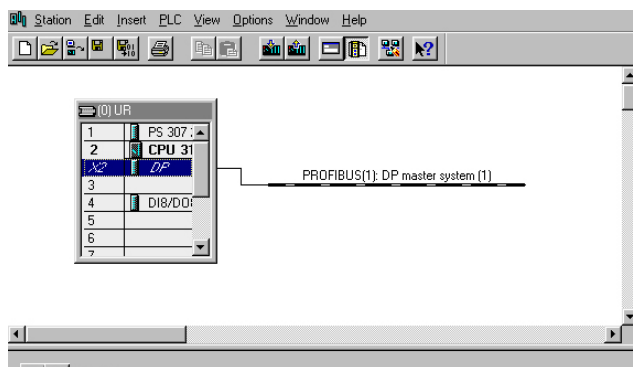 Station Edit Insert PLC View Options Window Help
(0) UR
1 PS 307
2 CPU 31
X2 DP
3
4 DI8/DO
5
6
7
PROFIBUS(1): DP master system (1)